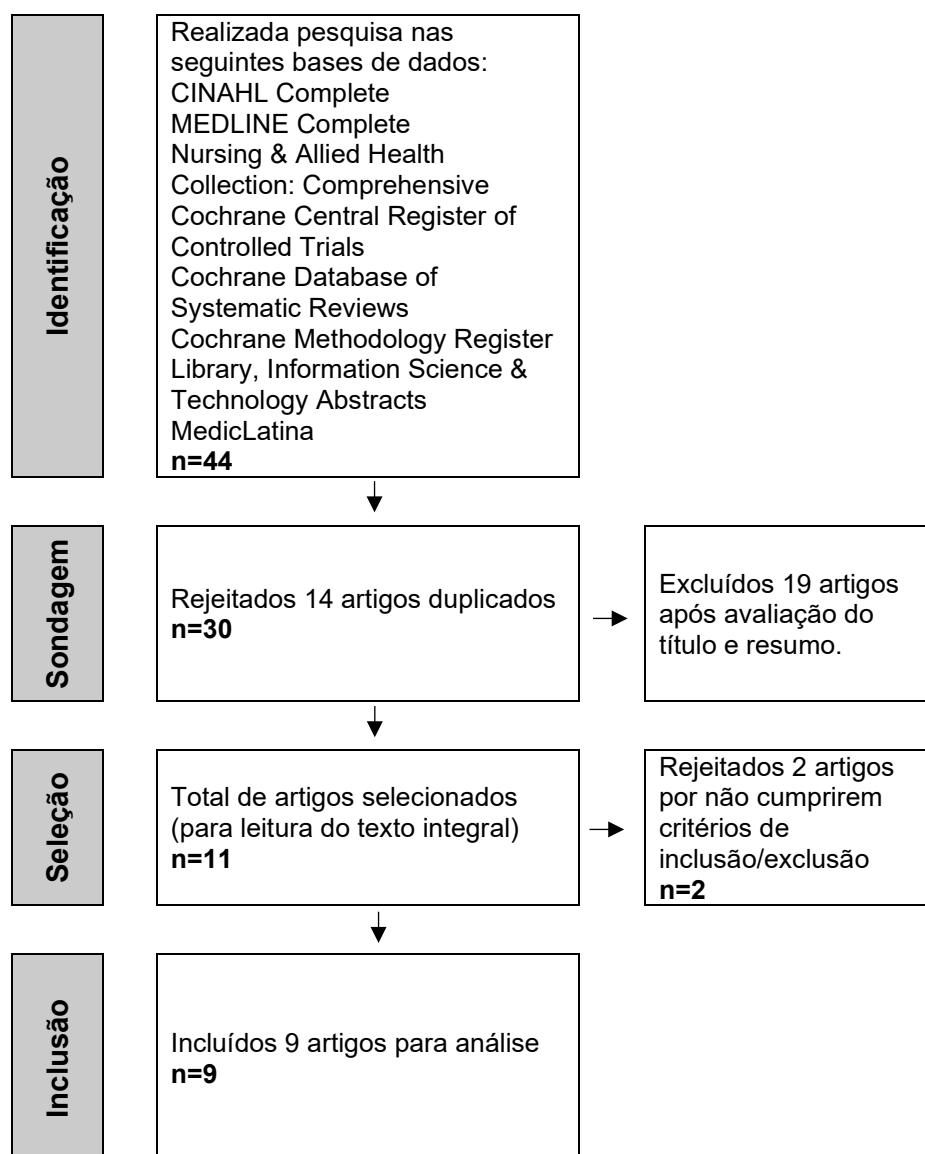 Identificação
Realizada pesquisa nas
seguintes bases de dados:
CINAHL Complete
MEDLINE Complete
Nursing & Allied Health
Collection: Comprehensive
Cochrane Central Register of
Controlled Trials
Cochrane Database of
Systematic Reviews
Cochrane Methodology Register
Library, Information Science &
Technology Abstracts
MedicLatina
n=44
Sondagem
Rejeitados 14 artigos duplicados
n=30
Excluídos 19 artigos
após avaliação do
título e resumo.
Seleção
Total de artigos selecionados
(para leitura do texto integral)
n=11
Rejeitados 2 artigos
por não cumprirem
critérios de
inclusão/exclusão
n=2
Inclusão
Incluídos 9 artigos para análise
n=9